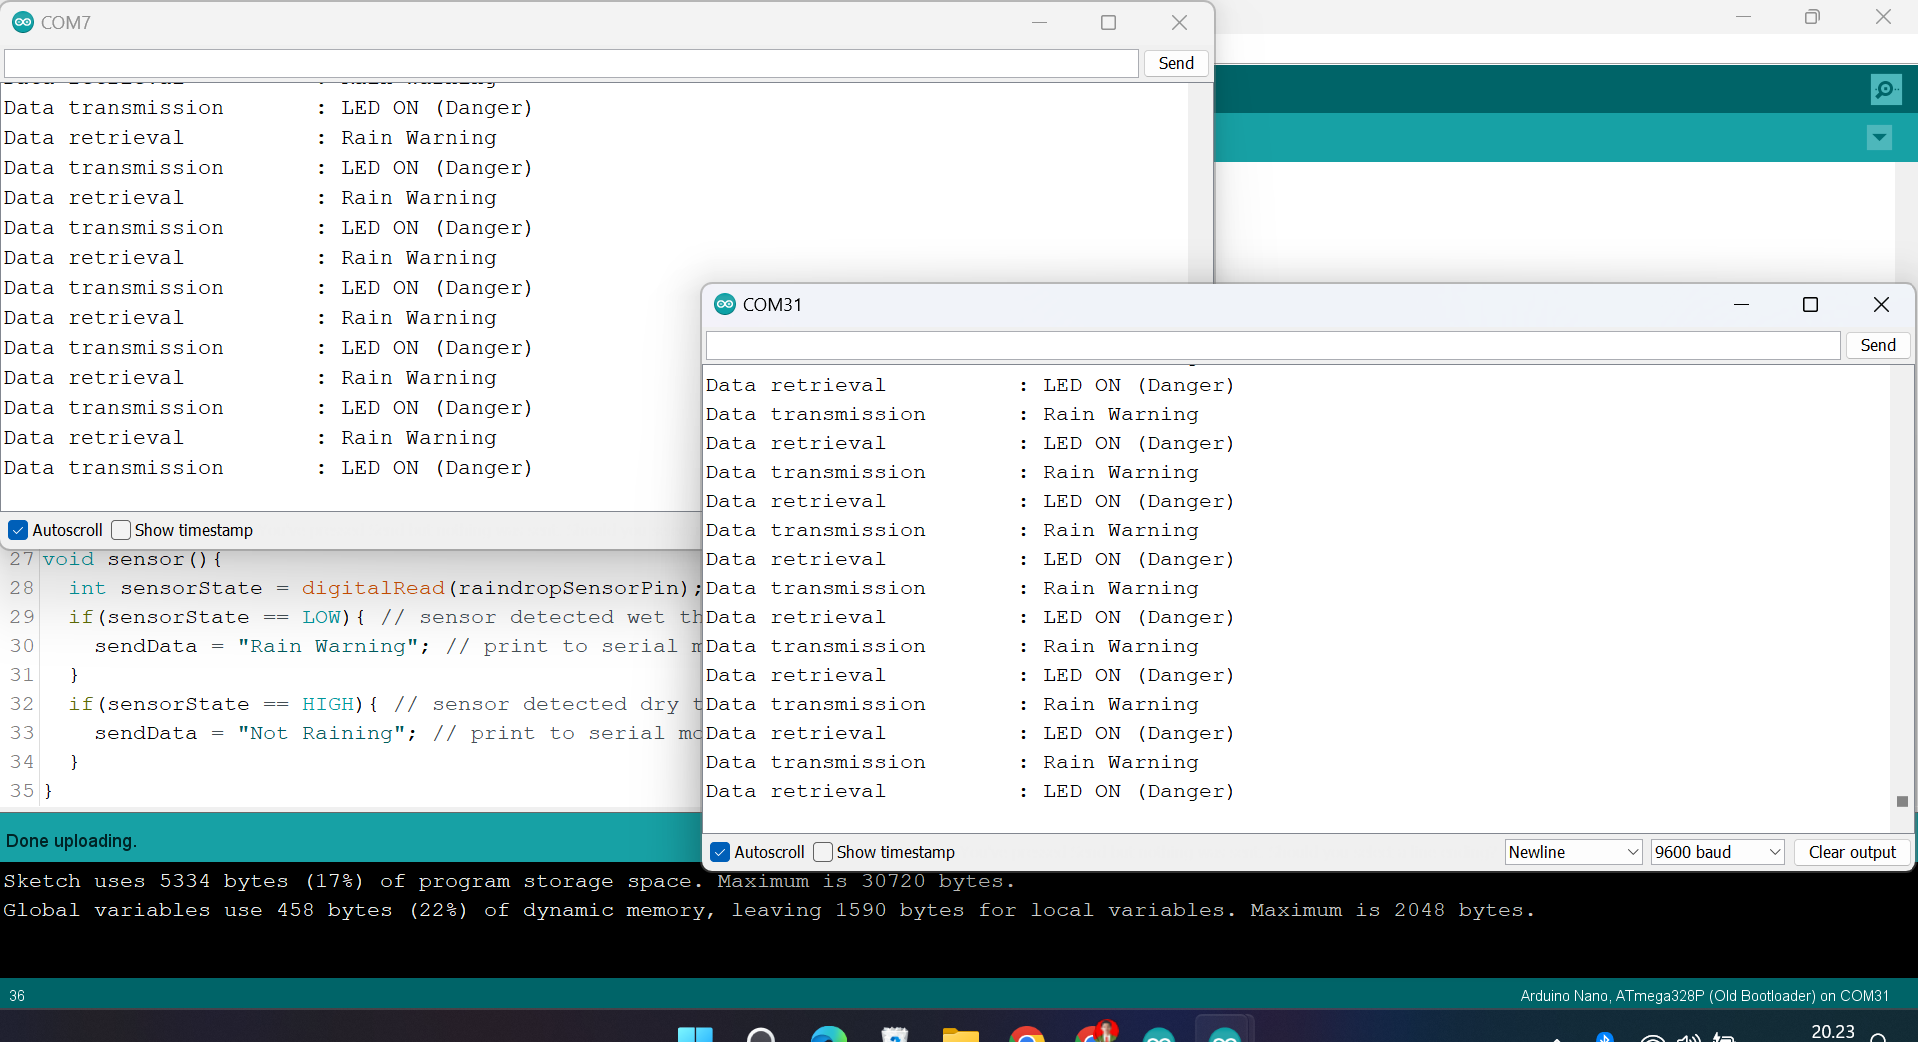 COM7
Send
Data transmission : LED ON (Danger)
Data retrieval : Rain Warning
Data transmission : LED ON (Danger)
Data retrieval : Rain Warning
Data transmission : LED ON (Danger)
Data retrieval : Rain Warning
Data transmission : LED ON (Danger)
Data retrieval : Rain Warning
Data transmission : LED ON (Danger)
Data retrieval : Rain Warning
Data transmission : LED ON (Danger)
Data retrieval : Rain Warning
Data transmission : LED ON (Danger)
Autoscroll Show timestamp
COM31
Send
Data retrieval : LED ON (Danger)
Data transmission : Rain Warning
Data retrieval : LED ON (Danger)
Data transmission : Rain Warning
Data retrieval : LED ON (Danger)
Data transmission : Rain Warning
Data retrieval : LED ON (Danger)
Data transmission : Rain Warning
Data retrieval : LED ON (Danger)
Data transmission : Rain Warning
Data retrieval : LED ON (Danger)
Data transmission : Rain Warning
Data retrieval : LED ON (Danger)
Data transmission : Rain Warning
Data retrieval : LED ON (Danger)
Autoscroll Show timestamp Newline 9600 baud Clear output
27 void sensor(){
28 int sensorState = digitalRead(raindropSensorPin);
29 if(sensorState == LOW){ // sensor detected wet
30 sendData = "Rain Warning"; // print to serial
31 }
32 if(sensorState == HIGH){ // sensor detected dry
33 sendData = "Not Raining"; // print to serial
34 }
35 }
Done uploading.
Sketch uses 5334 bytes (17%) of program storage space. Maximum is 30720 bytes.
Global variables use 458 bytes (22%) of dynamic memory, leaving 1590 bytes for local variables. Maximum is 2048 bytes.
36
Arduino Nano, ATmega328P (Old Bootloader) on COM31
20.23